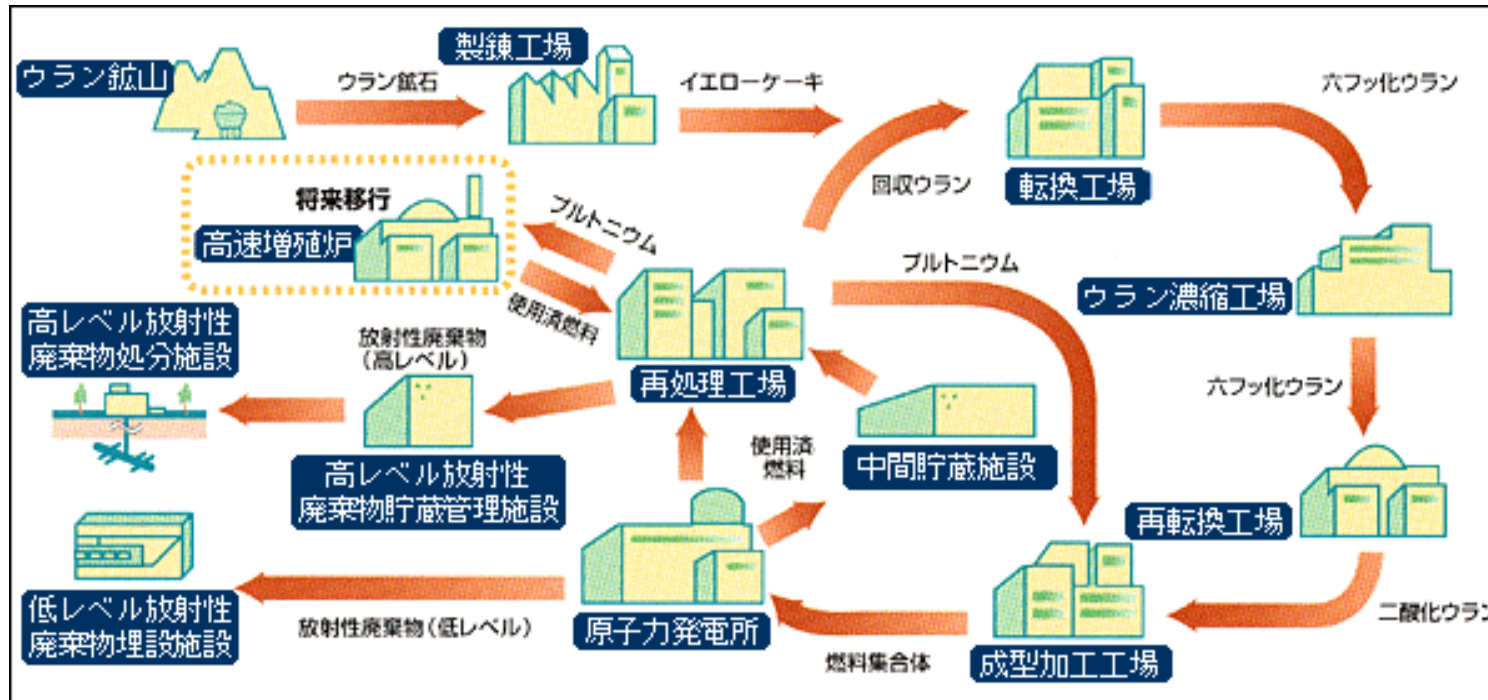 ウラン鉱山
ウラン鉱石
製錬工場
イエローケーキ
回収ウラン
転換工場
六フッ化ウラン
将来移行
高速増殖炉
プルトニウム
使用済燃料
再処理工場
プルトニウム
ウラン濃縮工場
高レベル放射性
廃棄物処分施設
放射性廃棄物
(高レベル)
六フッ化ウラン
高レベル放射性
廃棄物貯蔵管理施設
使用済
燃料
中間貯蔵施設
再転換工場
低レベル放射性
廃棄物埋設施設
放射性廃棄物(低レベル)
原子力発電所
燃料集合体
成型加工工場
二酸化ウラン